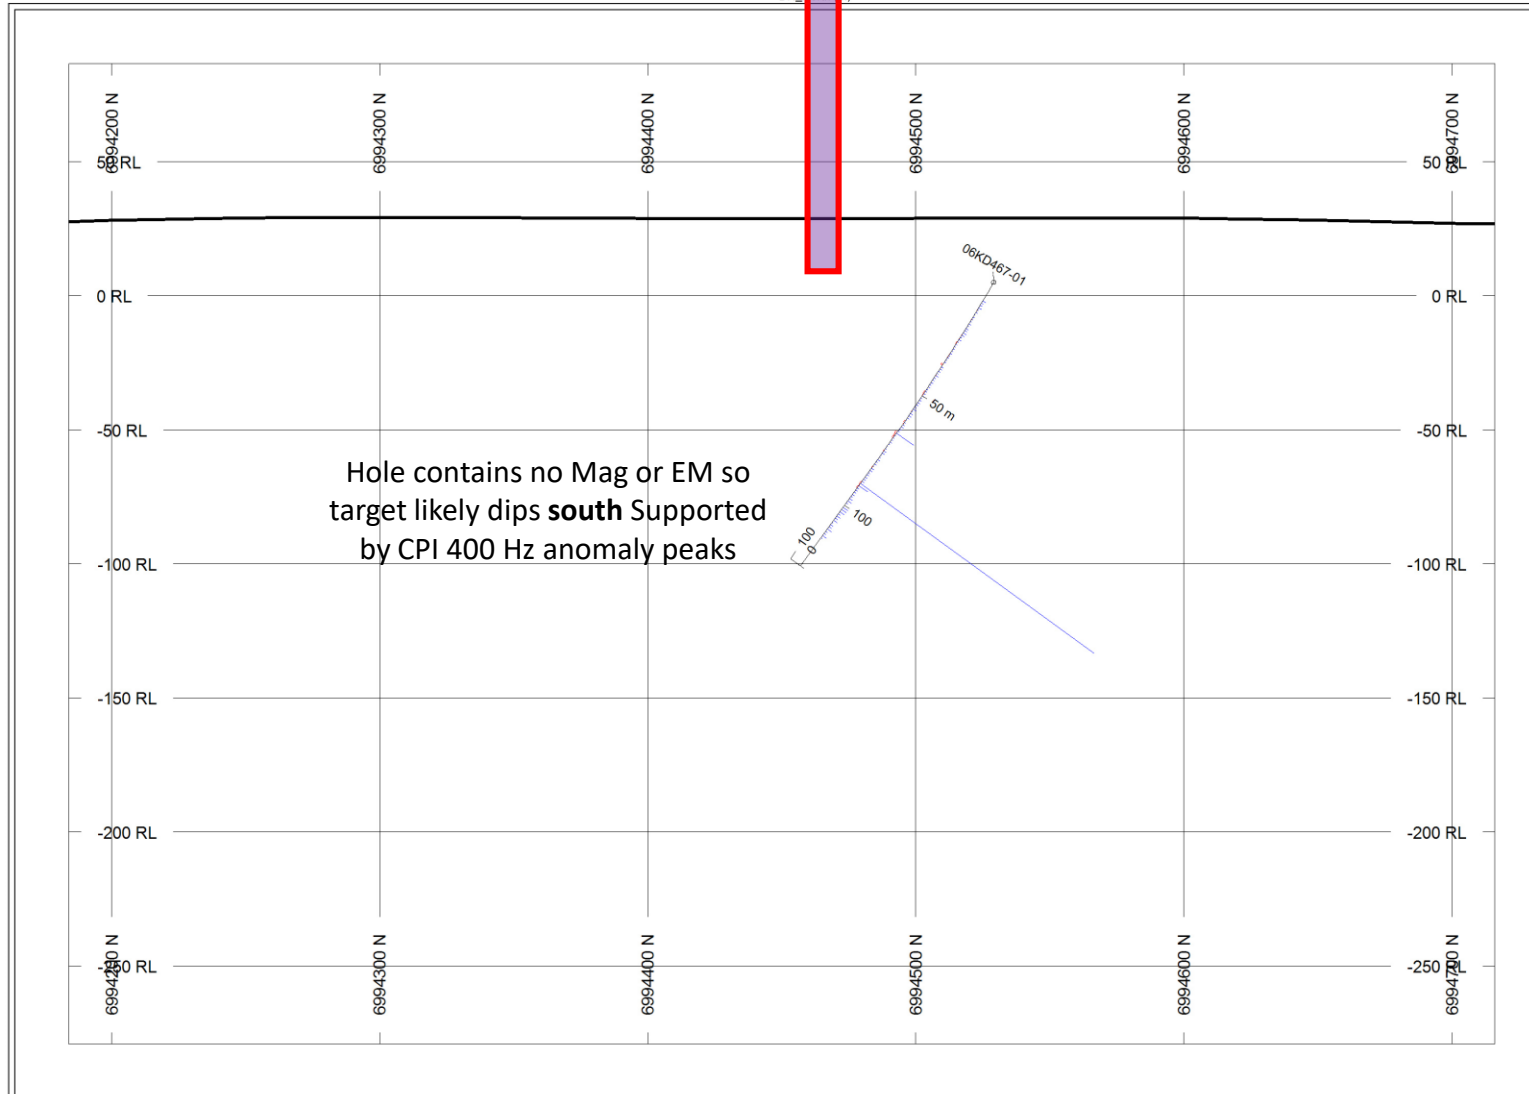 6994200 N
6994300 N
6994400 N
6994500 N
6994600 N
6994700 N
50 RL
50 RL
06KD467-01
0 RL
0 RL
50 m
-50 RL
-50 RL
Hole contains no Mag or EM so
target likely dips south Supported
by CPI 400 Hz anomaly peaks
100
100
0
-100 RL
-100 RL
-150 RL
-150 RL
-200 RL
-200 RL
-250 RL
-250 RL
6994200 N
6994300 N
6994400 N
6994500 N
6994600 N
6994700 N